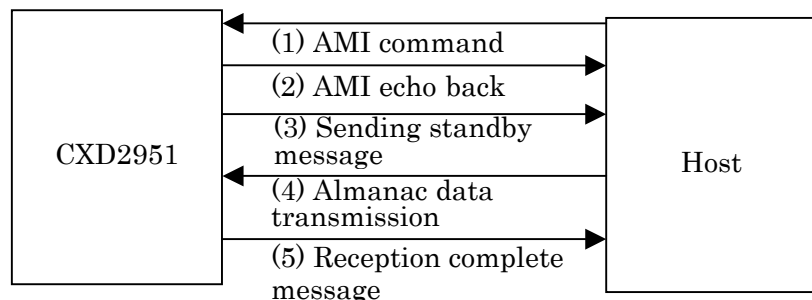 (1) AMI command
(2) AMI echo back
(3) Sending standby
message
CXD2951
Host
(4) Almanac data
transmission
(5) Reception complete
message